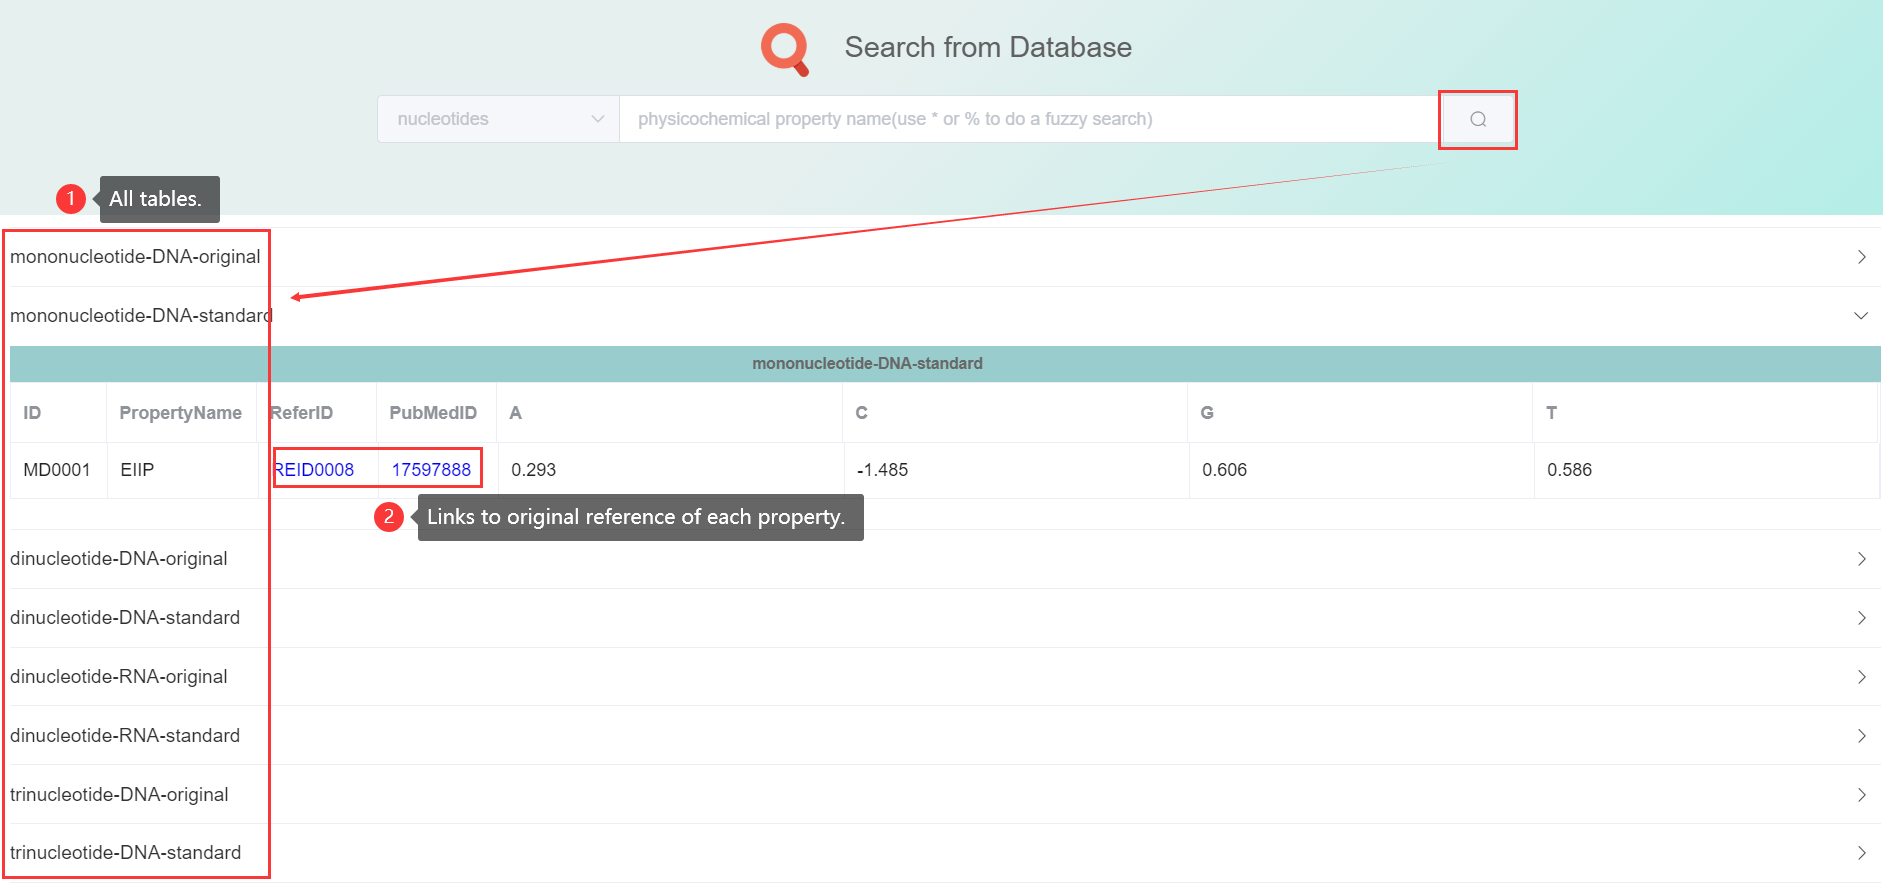 Search from Database
nucleotides
physicochemical property name(use * or % to do a fuzzy search)
1 All tables.
mononucleotide-DNA-original
mononucleotide-DNA-standard
mononucleotide-DNA-standard
ID PropertyName ReferID PubMedID A C G T
MD0001 EIIP REID0008 17597888 0.293 -1.485 0.606 0.586
2 Links to original reference of each property.
dinucleotide-DNA-original
dinucleotide-DNA-standard
dinucleotide-RNA-original
dinucleotide-RNA-standard
trinucleotide-DNA-original
trinucleotide-DNA-standard